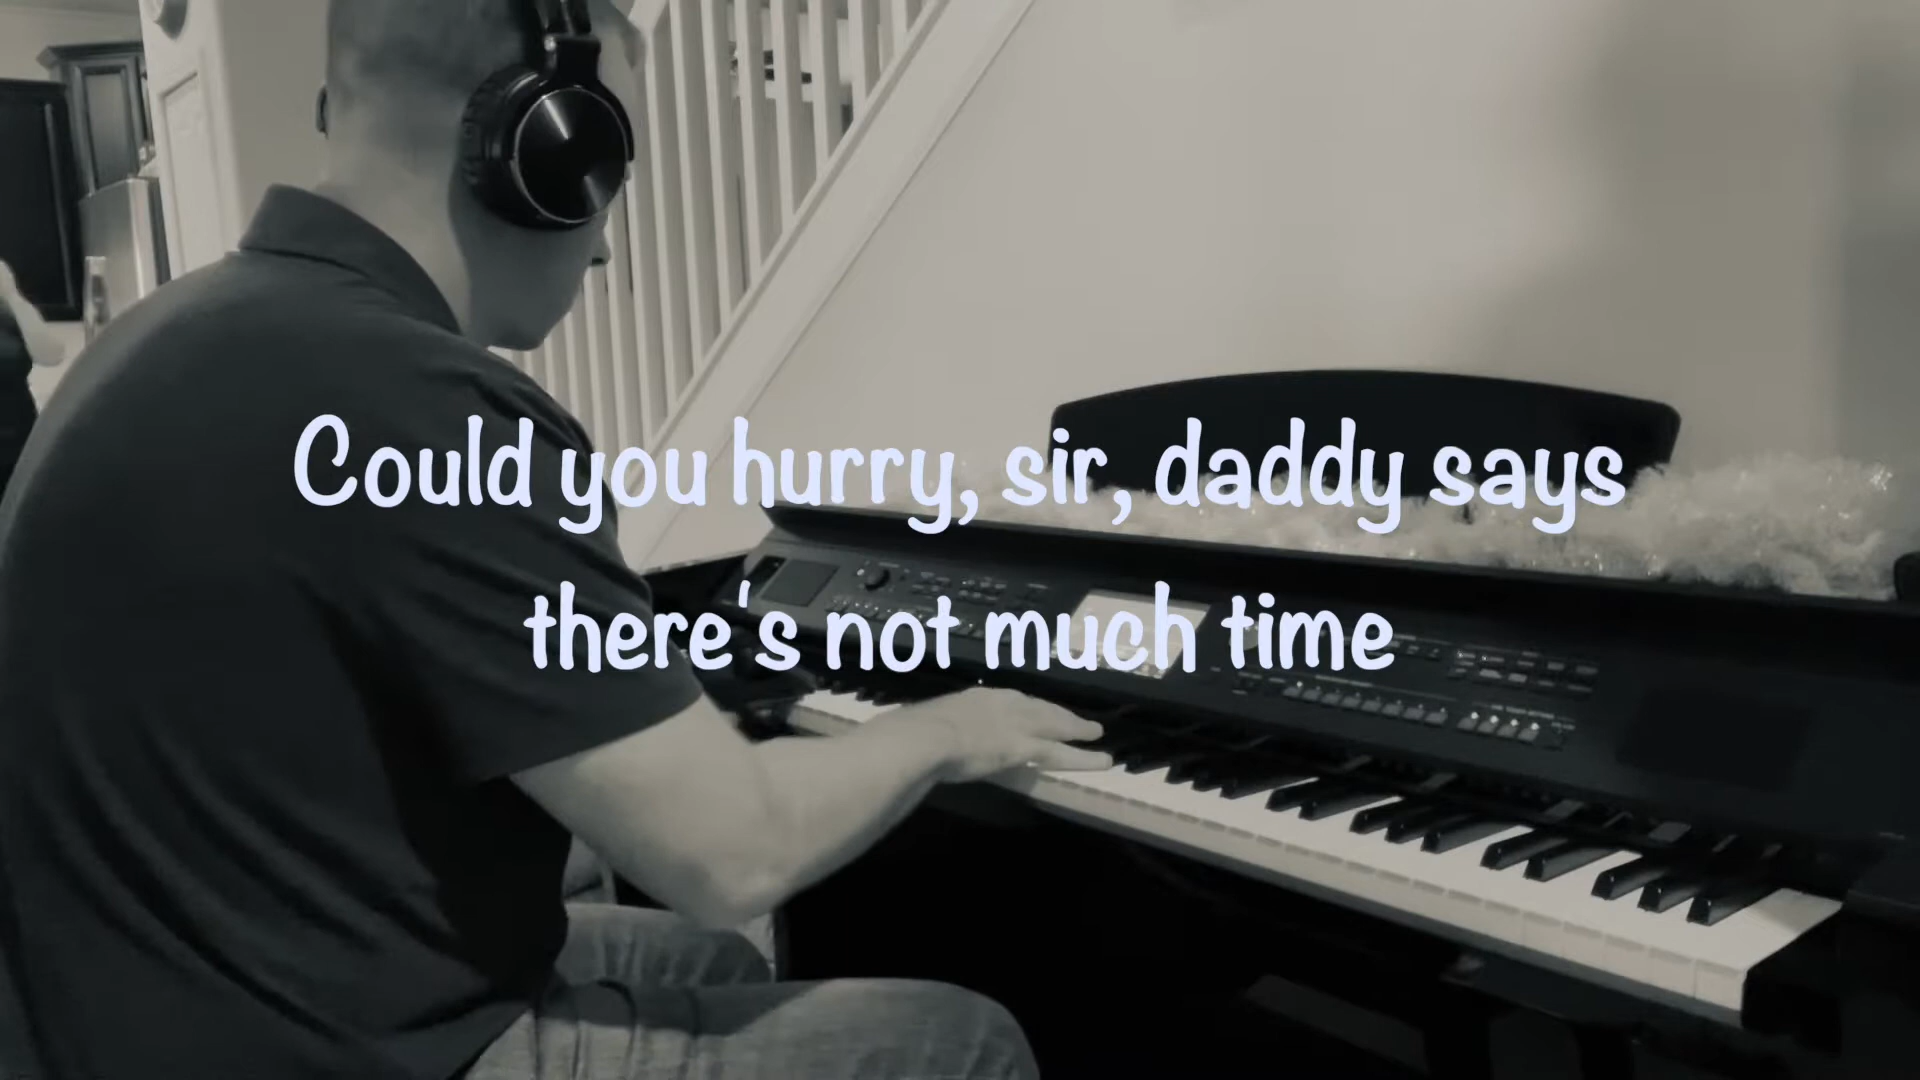 Could you hurry, sir, daddy says
there's not much time